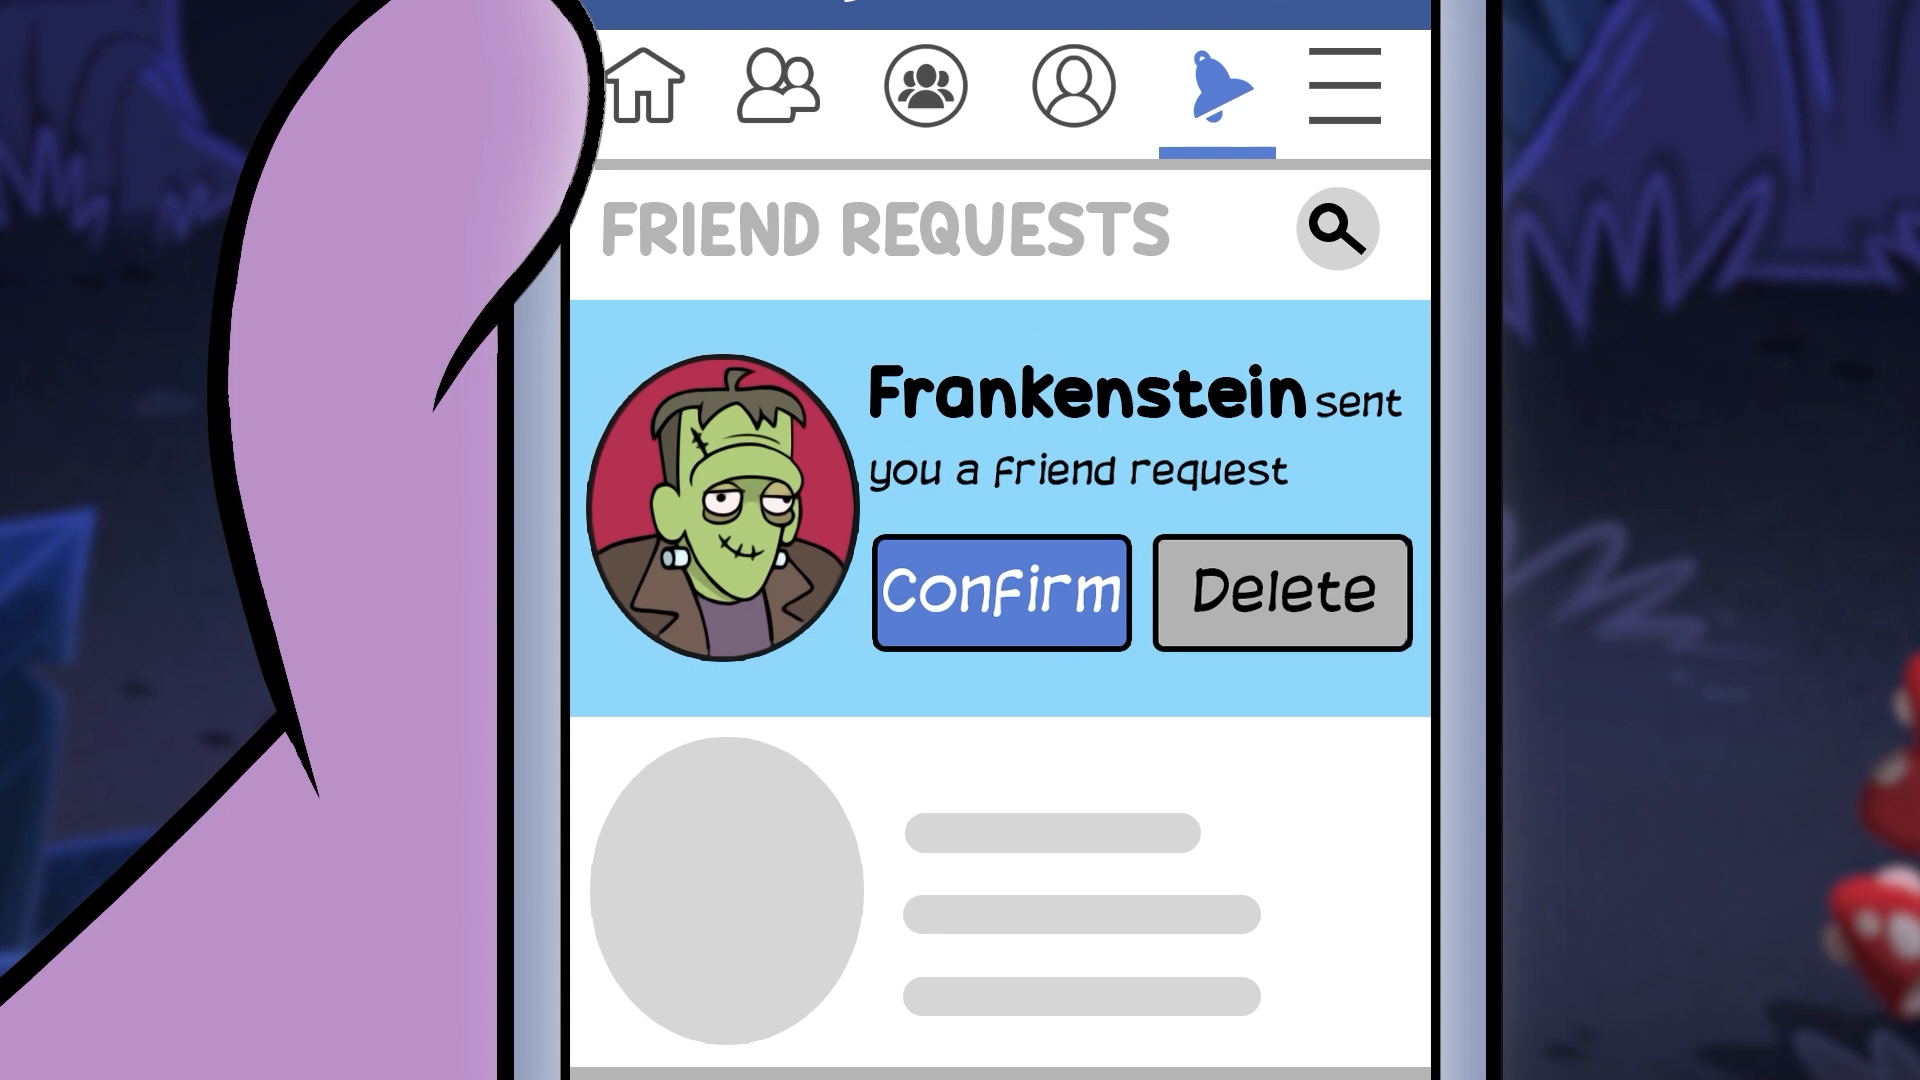 FRIEND REQUESTS
Frankenstein sent
you a friend request
Confirm Delete